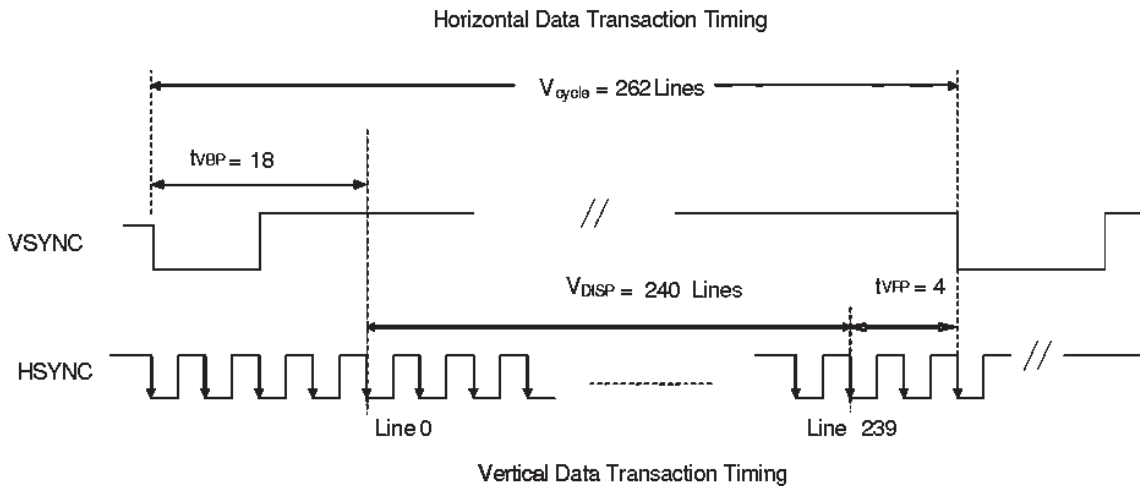 Horizontal Data Transaction Timing
Vcycle = 262 Lines
tVBP = 18
VSYNC
VDISP = 240 Lines
tVFP = 4
HSYNC
Line 0
Line 239
Vertical Data Transaction Timing